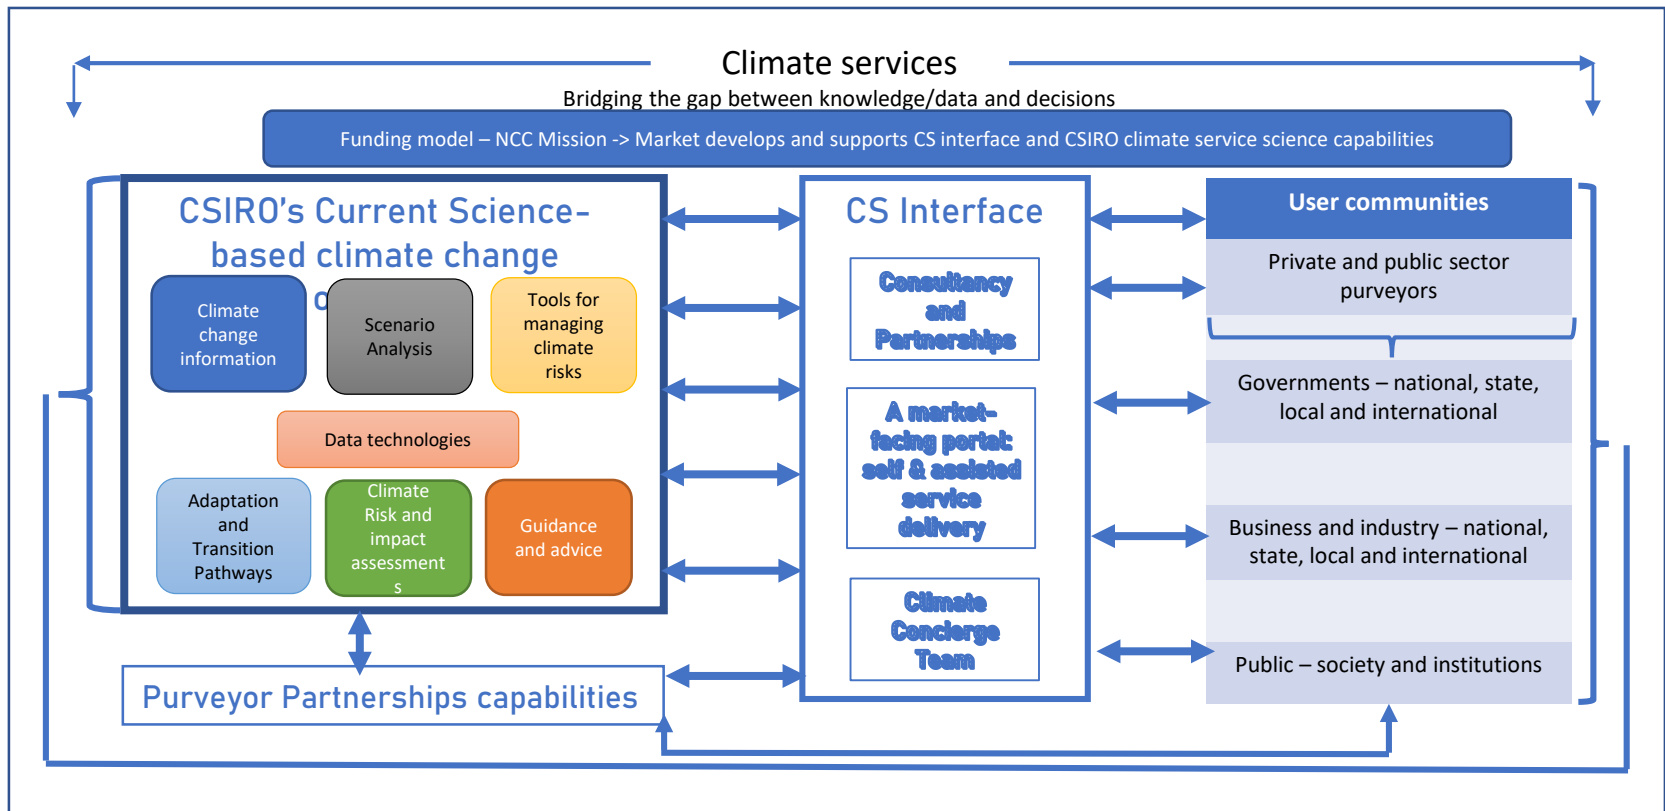 Climate services
Bridging the gap between knowledge/data and decisions
Funding model – NCC Mission -> Market develops and supports CS interface and CSIRO climate service science capabilities
CSIRO's Current Science-
based climate change
Climate
change
information
Scenario
Analysis
Tools for
managing
climate
risks
Data technologies
Adaptation
and
Transition
Pathways
Climate
Risk and
impact
assessment
s
Guidance
and advice
Purveyor Partnerships capabilities
CS Interface
Consultancy
and
Partnerships
A market-
facing portal:
self & assisted
service
delivery
Climate
Concierge
Team
User communities
Private and public sector
purveyors
Governments – national, state,
local and international
Business and industry – national,
state, local and international
Public – society and institutions